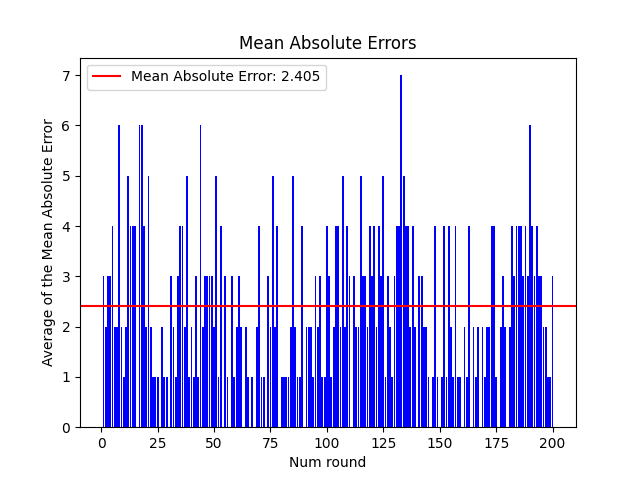 Mean Absolute Errors
Mean Absolute Error: 2.405
Average of the Mean Absolute Error
7
6
5
4
3
2
1
0
0 25 50 75 100 125 150 175 200
Num round